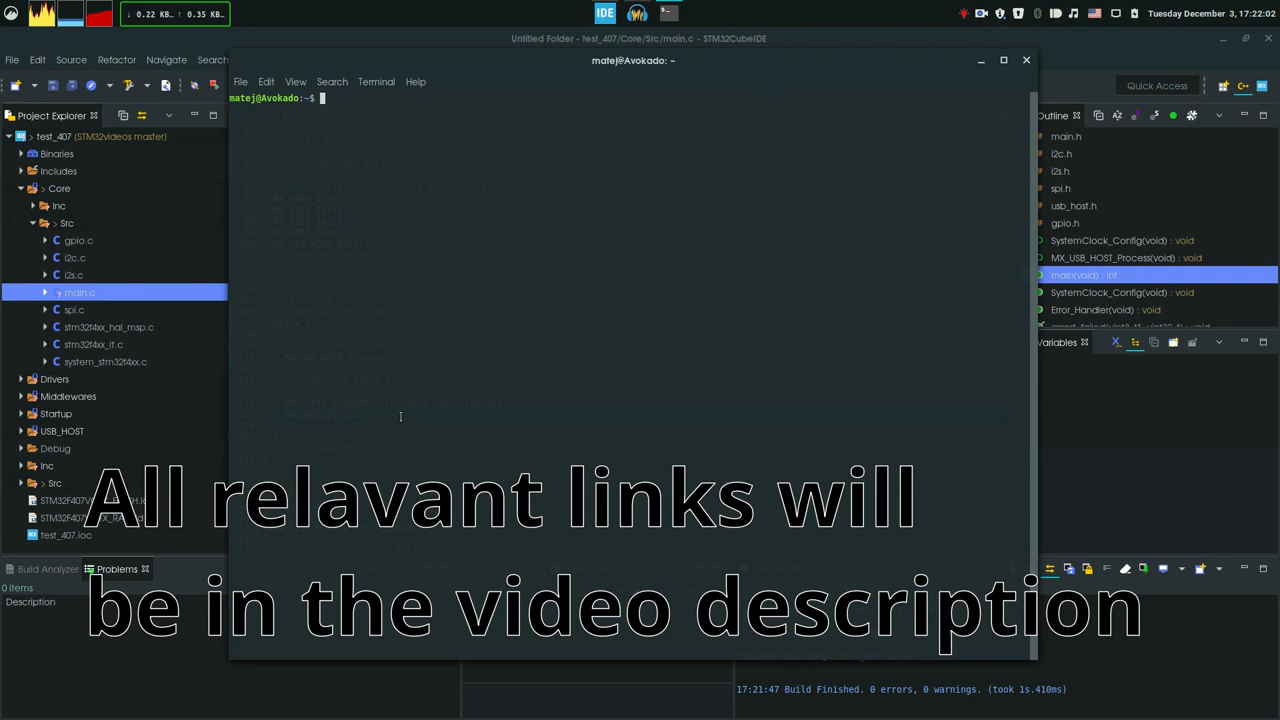 ↓ 0.22 KB... ↑ 0.35 KB...
IDE
Tuesday December 3, 17:22:02
Untitled Folder - test_407/Core/Src/main.c - STM32CubeIDE
File Edit Source Refactor Navigate Search
matej@Avokado: ~
File Edit View Search Terminal Help
matej@Avokado:~$
Quick Access
Project Explorer
test_407 (STM32videos master)
Binaries
Includes
Core
Inc
Src
gpio.c
i2c.c
i2s.c
main.c
spi.c
stm32f4xx_hal_msp.c
stm32f4xx_it.c
system_stm32f4xx.c
Drivers
Middlewares
Startup
USB_HOST
Debug
Inc
Src
test_407.ioc
Outline
main.h
i2c.h
i2s.h
spi.h
usb_host.h
gpio.h
SystemClock_Config(void) : void
MX_USB_HOST_Process(void) : void
main(void) : int
SystemClock_Config(void) : void
Error_Handler(void) : void
Variables
All relavant links will
be in the video description
Build Analyzer
Problems
0 items
Description
17:21:47 Build Finished. 0 errors, 0 warnings. (took 1s.410ms)